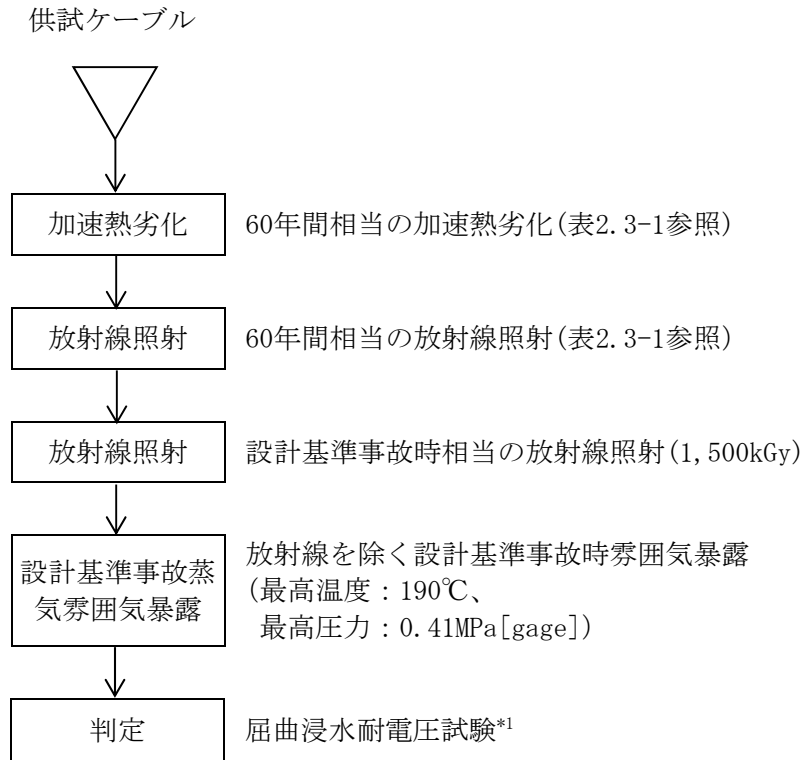 供試ケーブル
加速熱劣化
60年間相当の加速熱劣化(表2.3-1参照)
放射線照射
60年間相当の放射線照射(表2.3-1参照)
放射線照射
設計基準事故時相当の放射線照射(1,500kGy)
設計基準事故蒸
気雰囲気暴露
放射線を除く設計基準事故時雰囲気暴露
(最高温度：190℃、
最高圧力：0.41MPa[gage])
判定
屈曲浸水耐電圧試験*1